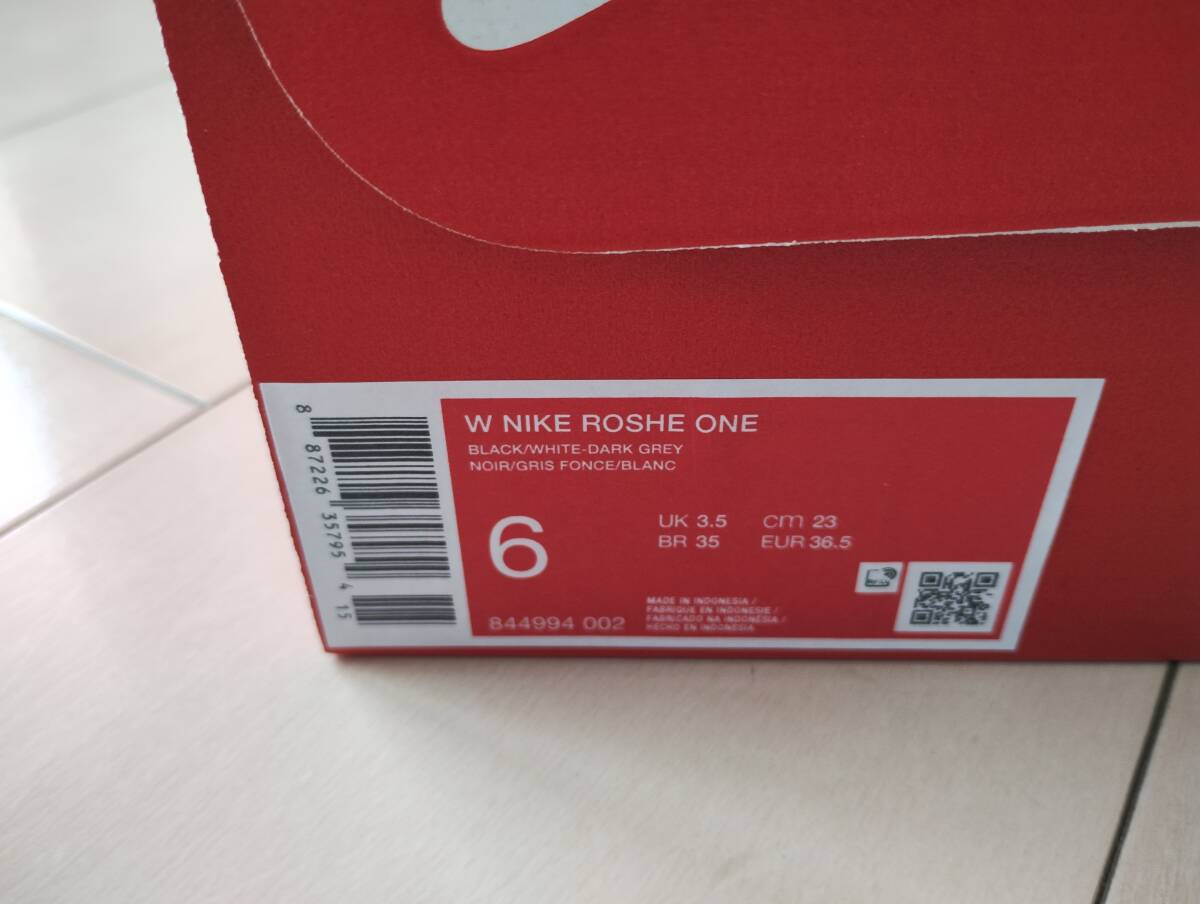 W NIKE ROSHE ONE
BLACK/WHITE-DARK GREY
NOIR/GRIS FONCE/BLANC
6
UK 3.5 cm 23
BR 35 EUR 36.5
844994 002
MADE IN INDONESIA /
FABRIQUE EN INDONESIE /
FABRICADO NA INDONESIA /
HECHO EN INDONESIA
8 87226 35795 4 15